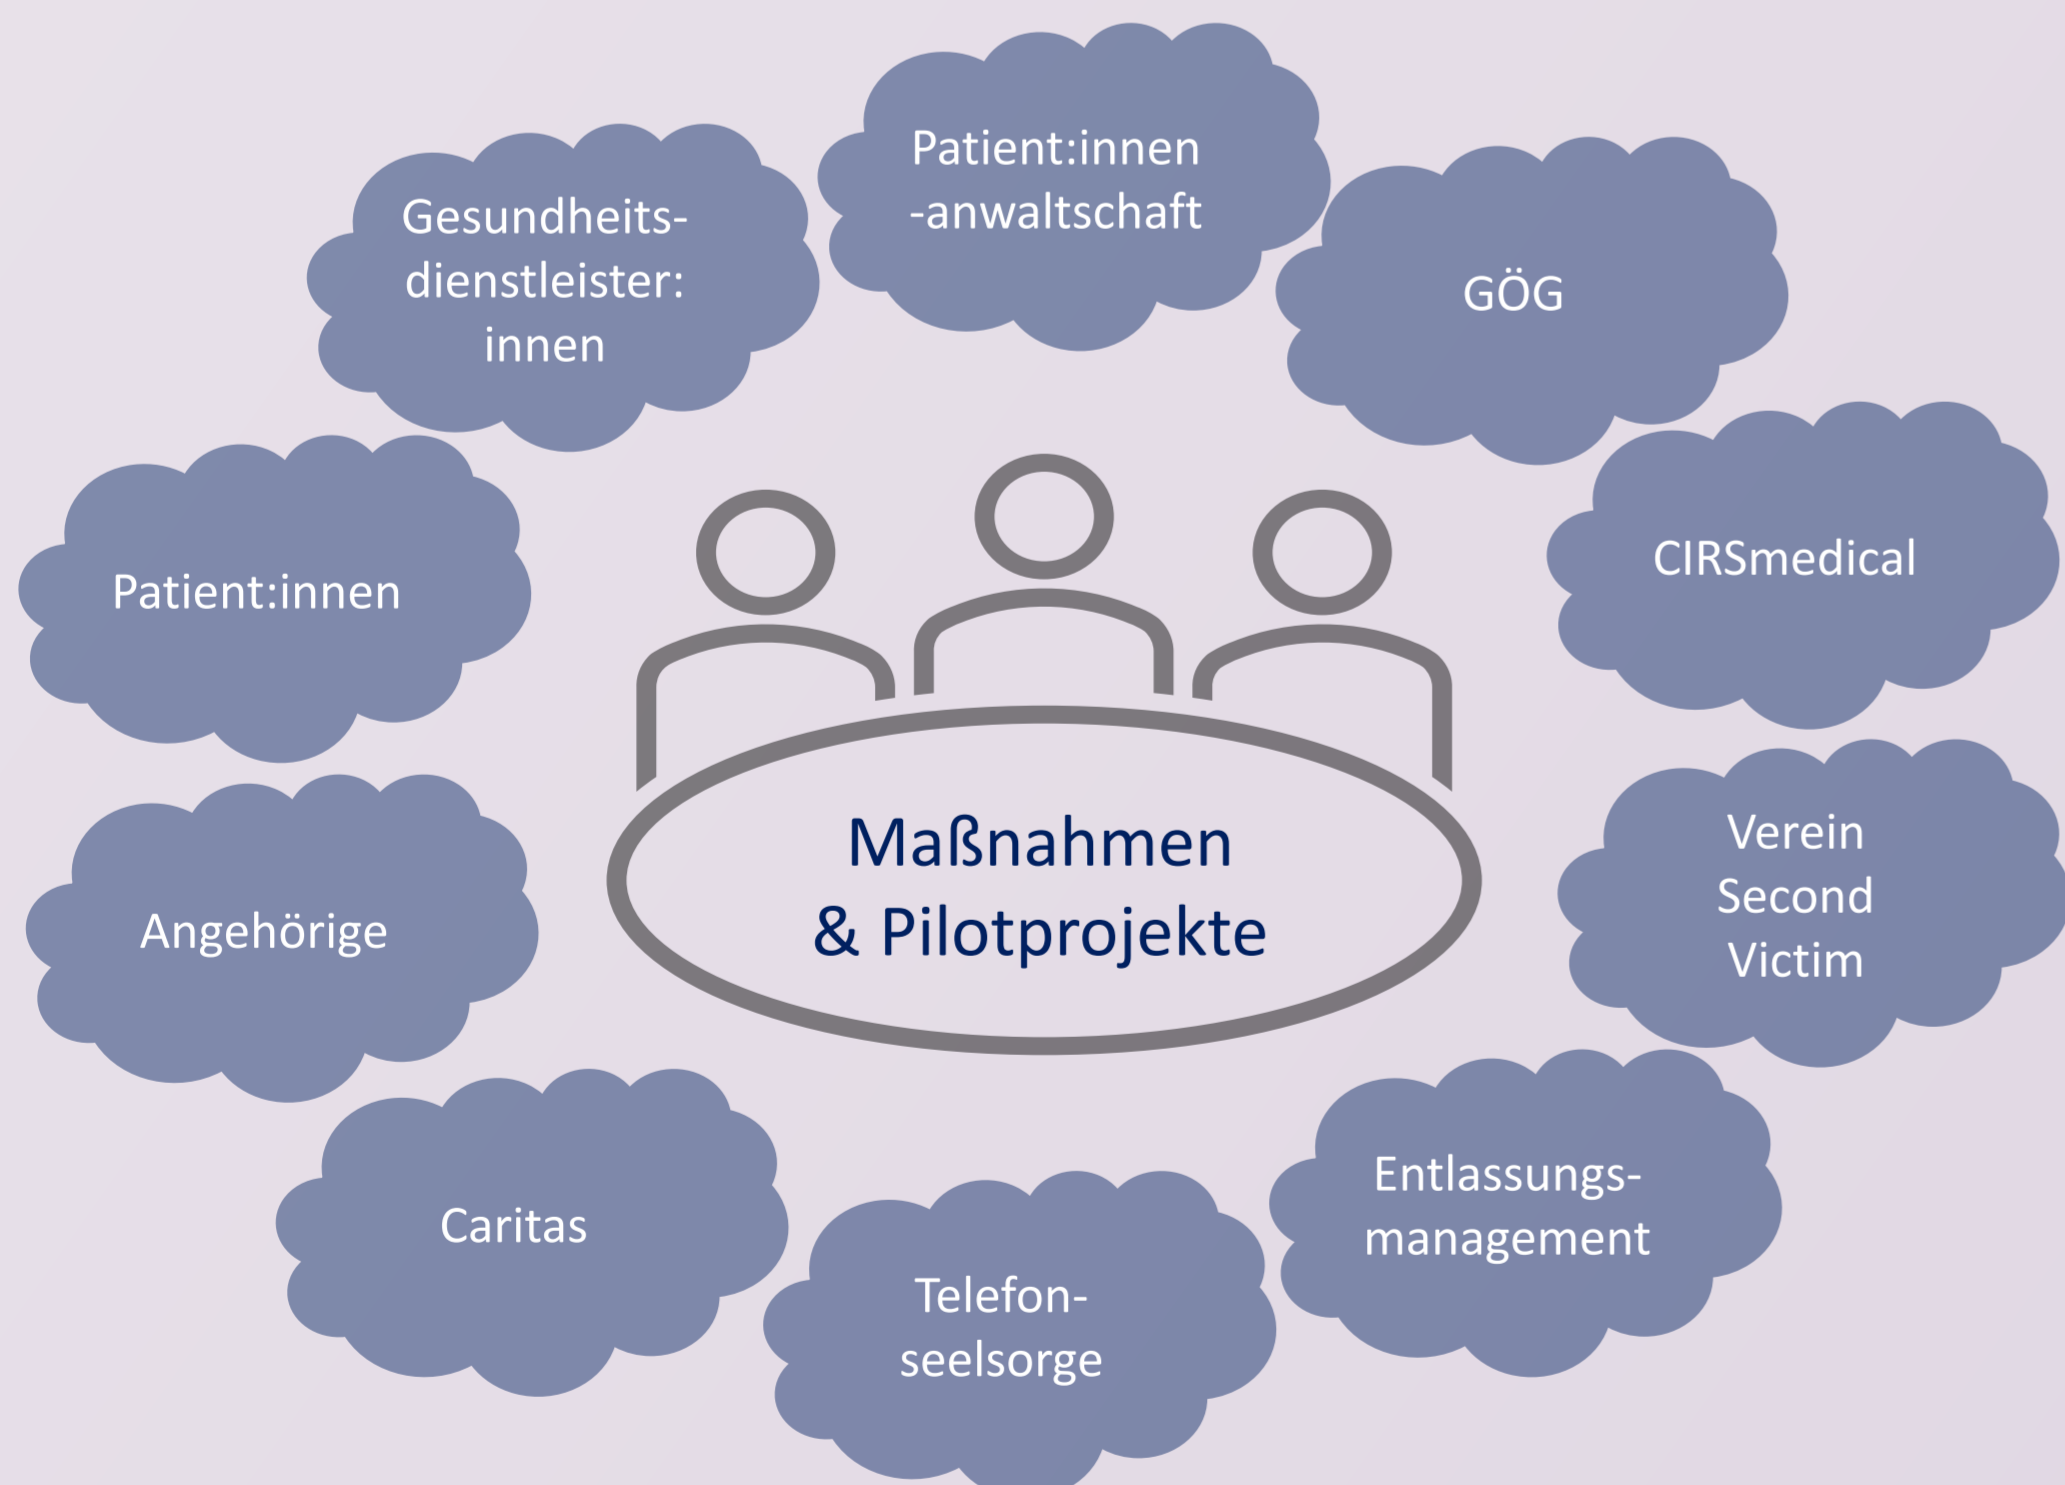 Patient:innen
-anwaltschaft
Gesundheits-
dienstleister:
innen
GÖG
CIRSmedical
Patient:innen
Verein
Second
Victim
Angehörige
Maßnahmen
& Pilotprojekte
Entlassungs-
management
Caritas
Telefon-
seelsorge